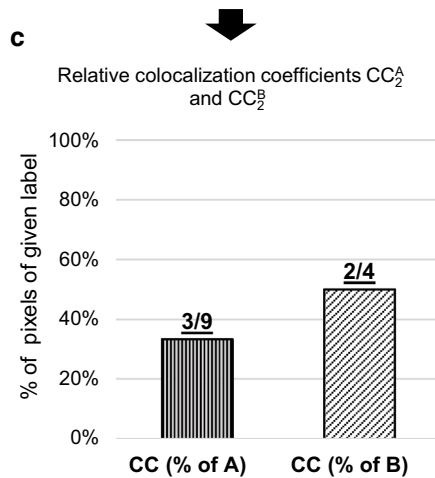 c
Relative colocalization coefficients CC₂ᴬ
and CC₂ᴮ
100%
80%
60%
40%
20%
0%
% of pixels of given label
3/9
2/4
CC (% of A)
CC (% of B)